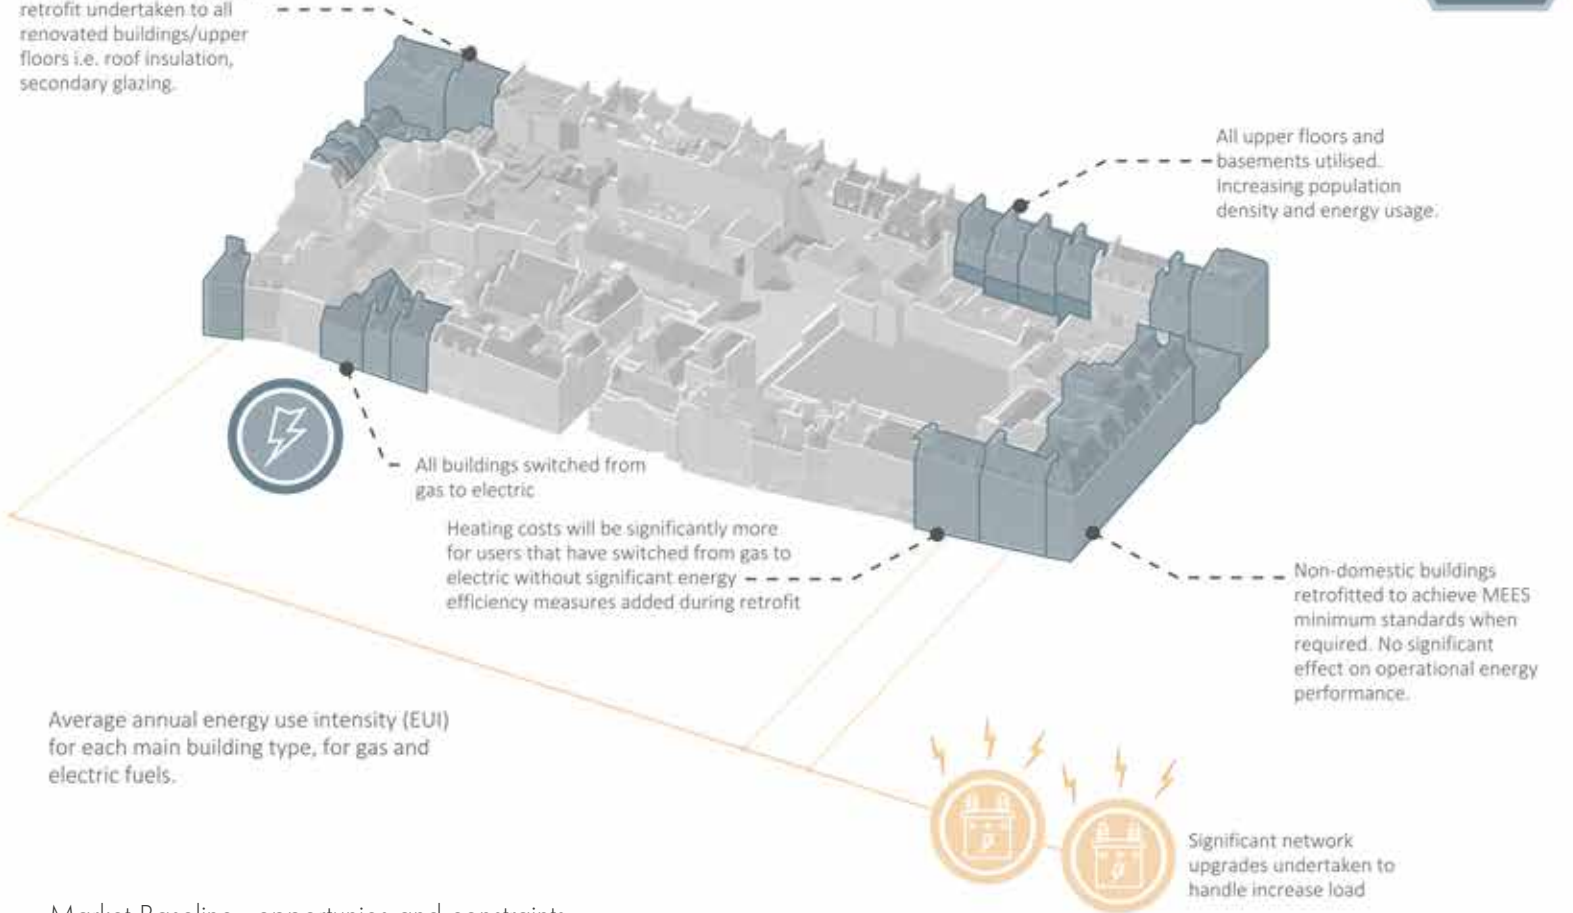 retrofit undertaken to all
renovated buildings/upper
floors i.e. roof insulation,
secondary glazing.
All upper floors and
basements utilised.
Increasing population
density and energy usage.
All buildings switched from
gas to electric
Heating costs will be significantly more
for users that have switched from gas to
electric without significant energy
efficiency measures added during retrofit
Non-domestic buildings
retrofitted to achieve MEES
minimum standards when
required. No significant
effect on operational energy
performance.
Average annual energy use intensity (EUI)
for each main building type, for gas and
electric fuels.
Significant network
upgrades undertaken to
handle increase load